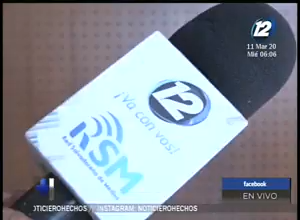 12
11 Mar 20
Mié 06:06
12
¡Va con vos!
RSM
facebook
EN VIVO
OTICIEROHECHOS / INSTAGRAM: NOTICIEROHECHOS